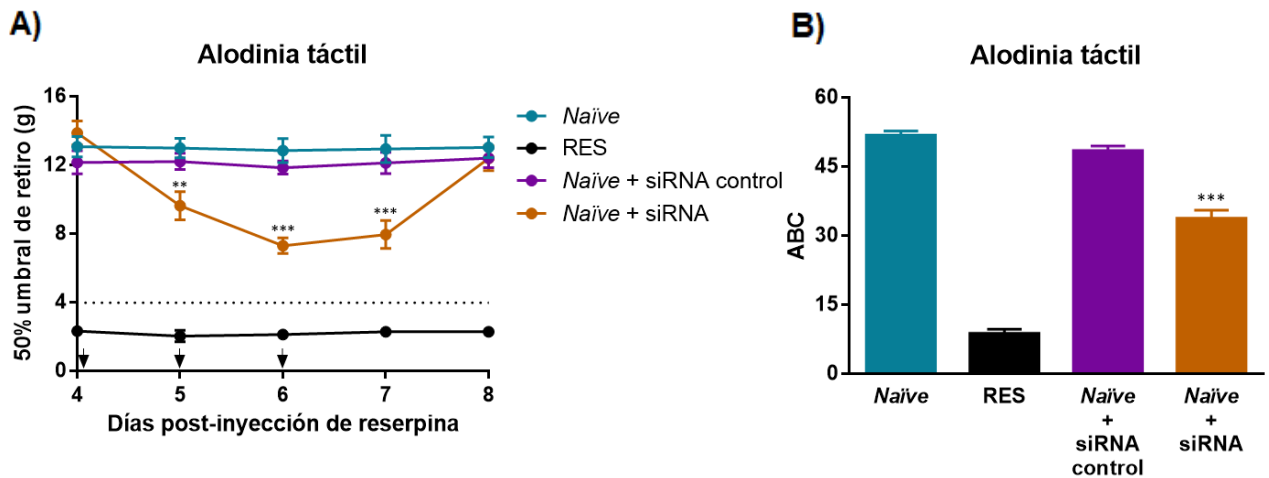 A)
Alodinia táctil
50% umbral de retiro (g)
16
12
8
4
0
**
***
***
4
5
6
7
8
Días post-inyección de reserpina
Naïve
RES
Naïve + siRNA control
Naïve + siRNA
B)
Alodinia táctil
ABC
60
45
30
15
0
***
Naïve
RES
Naïve
+
siRNA
control
Naïve
+
siRNA